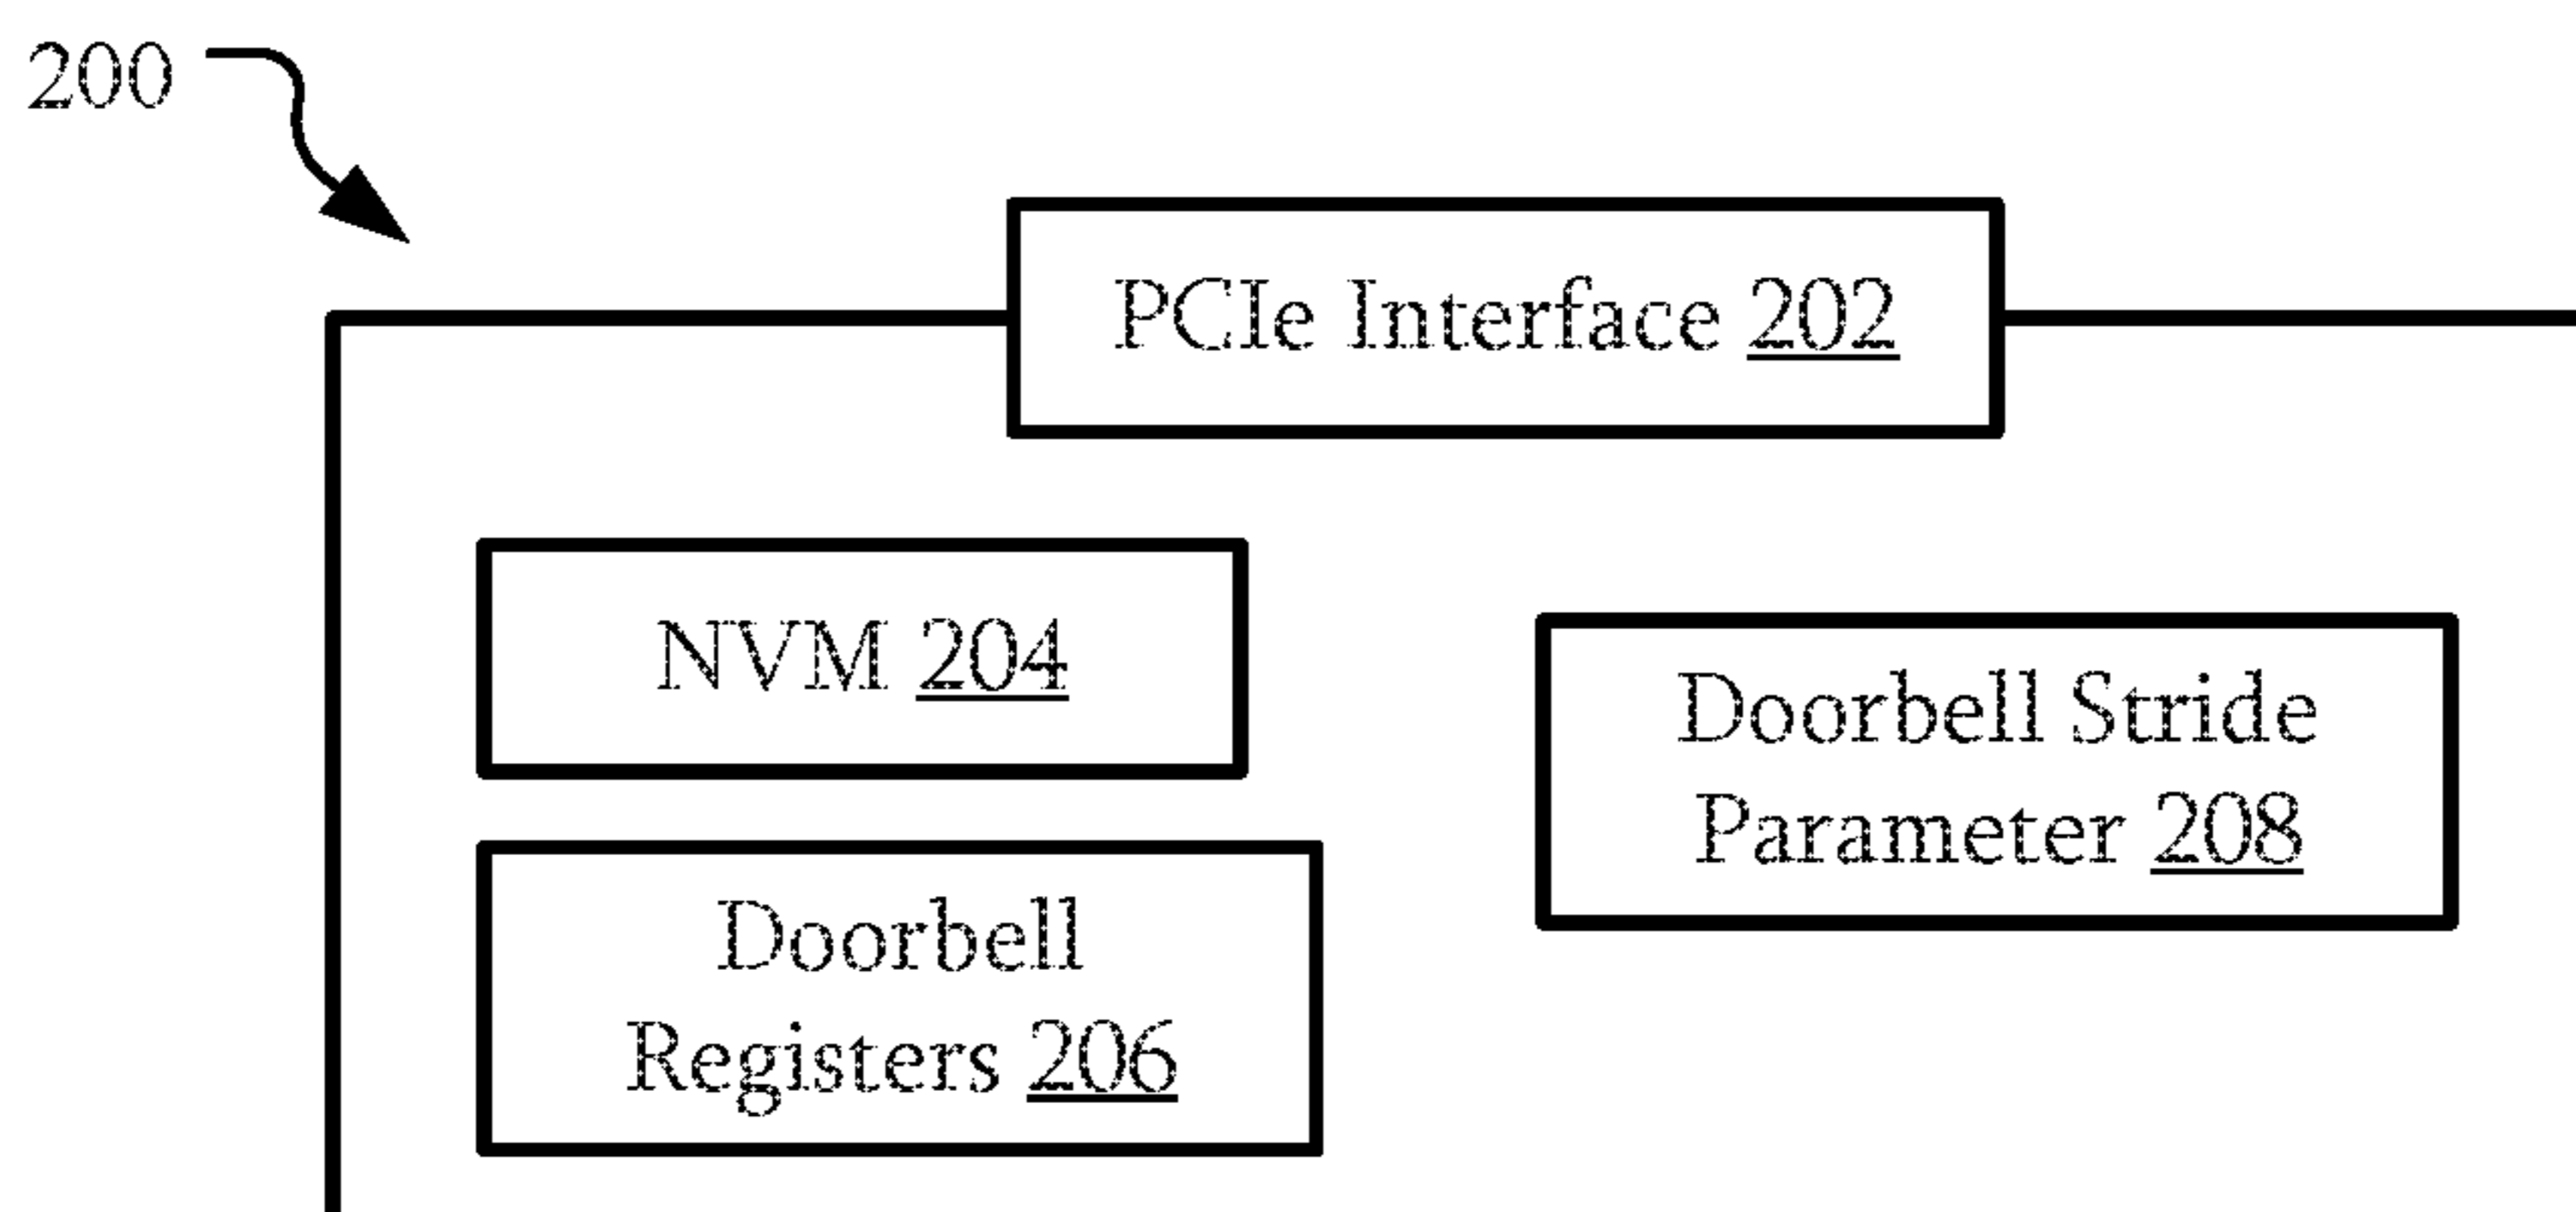 200
PCIe Interface 202
NVM 204
Doorbell Stride
Parameter 208
Doorbell
Registers 206